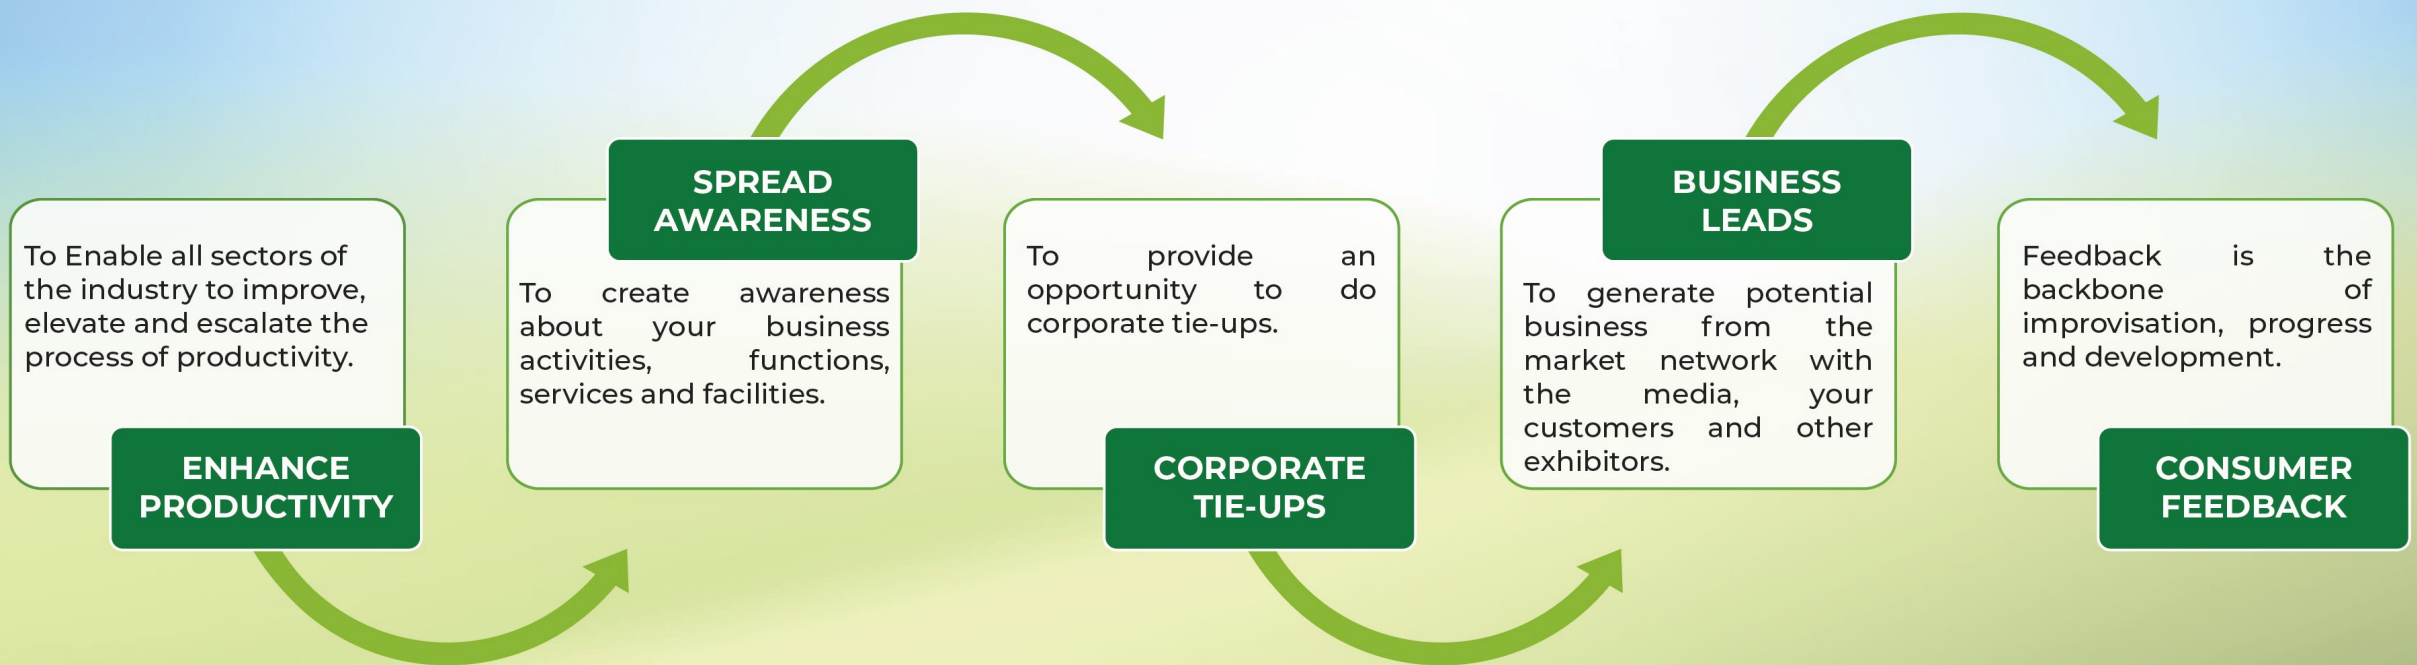 To Enable all sectors of
the industry to improve,
elevate and escalate the
process of productivity.
ENHANCE
PRODUCTIVITY
SPREAD
AWARENESS
To create awareness
about your business
activities, functions,
services and facilities.
To provide an
opportunity to do
corporate tie-ups.
CORPORATE
TIE-UPS
BUSINESS
LEADS
To generate potential
business from the
market network with
the media, your
customers and other
exhibitors.
Feedback is the
backbone of
improvisation, progress
and development.
CONSUMER
FEEDBACK